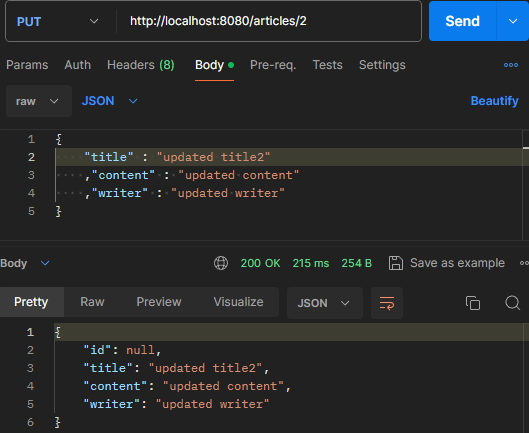 PUT http://localhost:8080/articles/2 Send
Params Auth Headers (8) Body Pre-req. Tests Settings
raw JSON Beautify
1 {
2 "title" : "updated title2"
3 ,"content" : "updated content"
4 ,"writer" : "updated writer"
5 }
Body 200 OK 215 ms 254 B Save as example
Pretty Raw Preview Visualize JSON
1 {
2 "id": null,
3 "title": "updated title2",
4 "content": "updated content",
5 "writer": "updated writer"
6 }